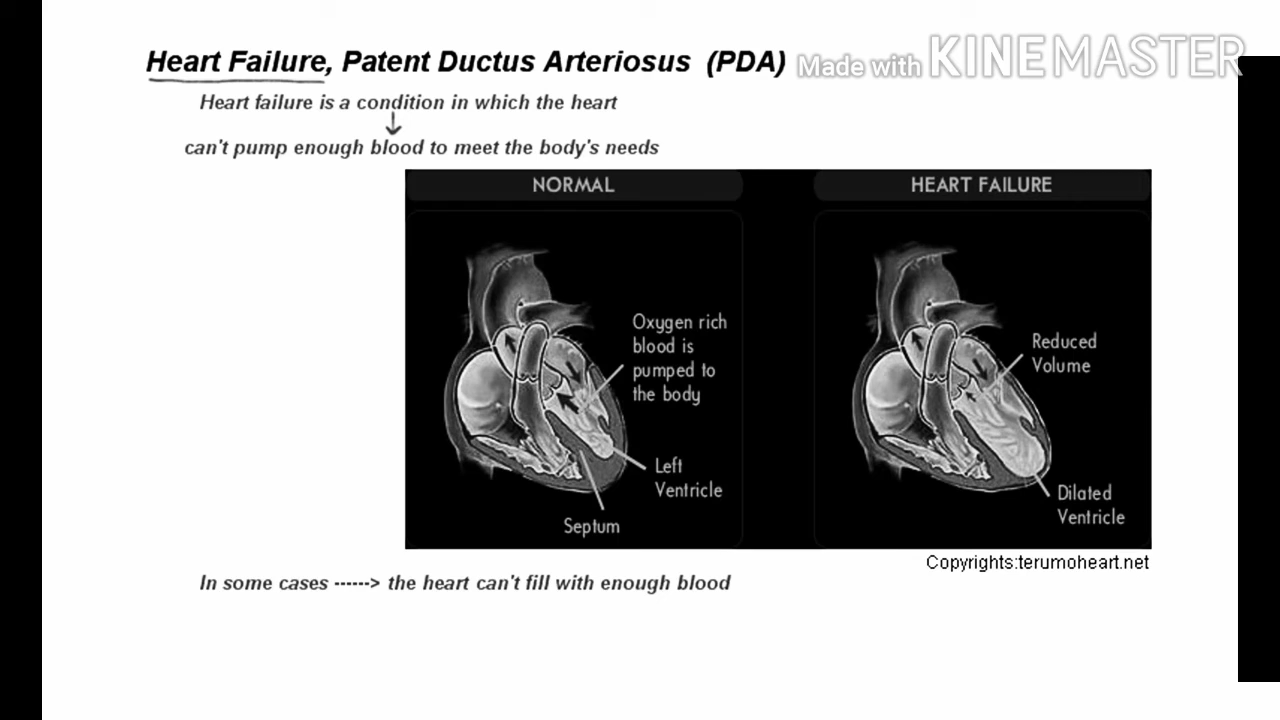 Heart Failure, Patent Ductus Arteriosus (PDA)
Made with KINEMASTER
Heart failure is a condition in which the heart
can't pump enough blood to meet the body's needs
NORMAL
Oxygen rich
blood is
pumped to
the body
Left
Ventricle
Septum
HEART FAILURE
Reduced
Volume
Dilated
Ventricle
Copyrights:terumoheart.net
In some cases ------> the heart can't fill with enough blood